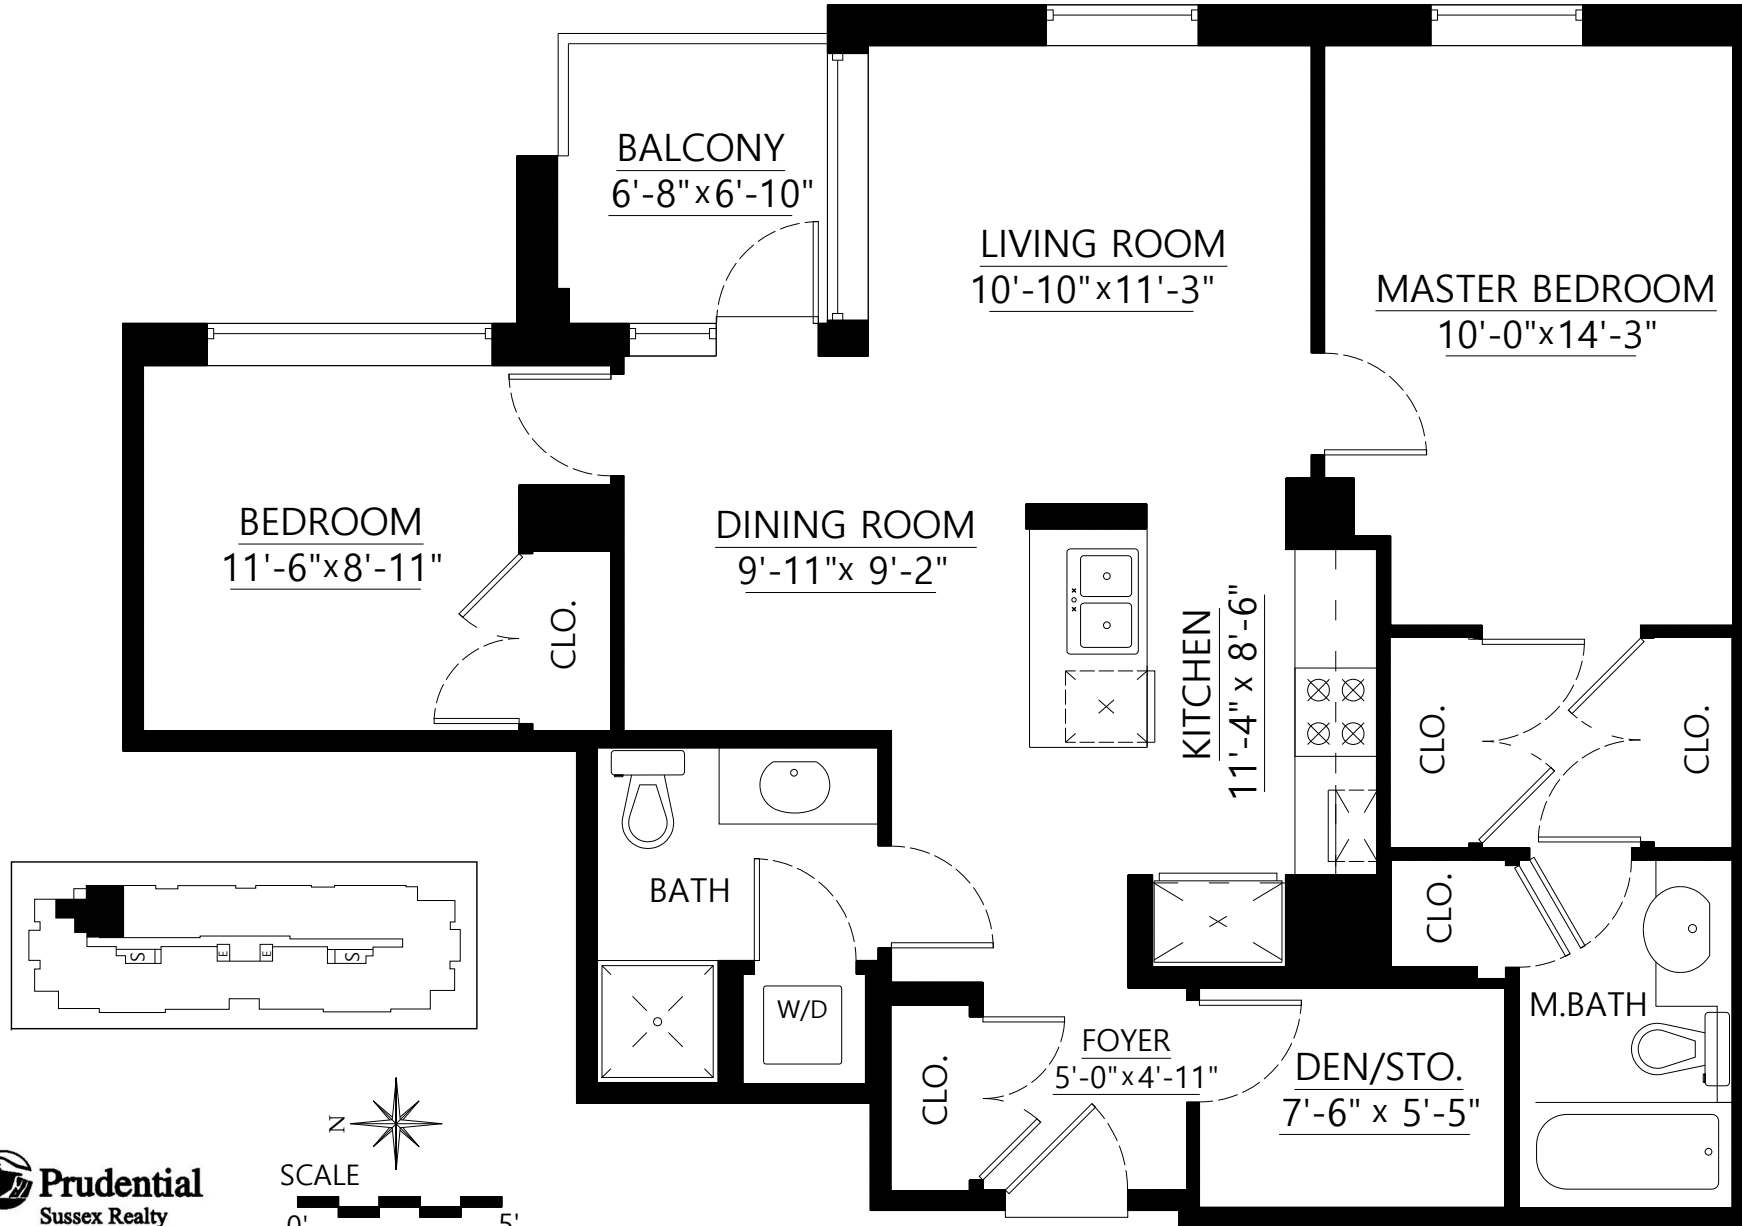 BALCONY
6'-8"x6'-10"
LIVING ROOM
10'-10"x11'-3"
MASTER BEDROOM
10'-0"x14'-3"
BEDROOM
11'-6"x8'-11"
CLO.
DINING ROOM
9'-11"x 9'-2"
KITCHEN
11'-4" x 8'-6"
CLO.
CLO.
BATH
CLO.
W/D
M.BATH
FOYER
5'-0"x4'-11"
CLO.
DEN/STO.
7'-6" x 5'-5"
S
E
E
S
N
SCALE
0' 5'
Prudential
Sussex Realty